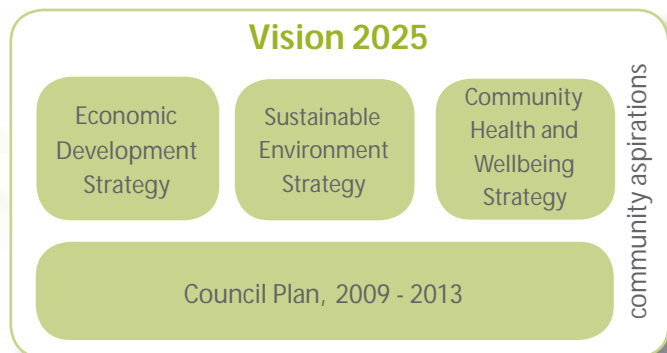 Vision 2025
Economic
Development
Strategy
Sustainable
Environment
Strategy
Community
Health and
Wellbeing
Strategy
community aspirations
Council Plan, 2009 - 2013